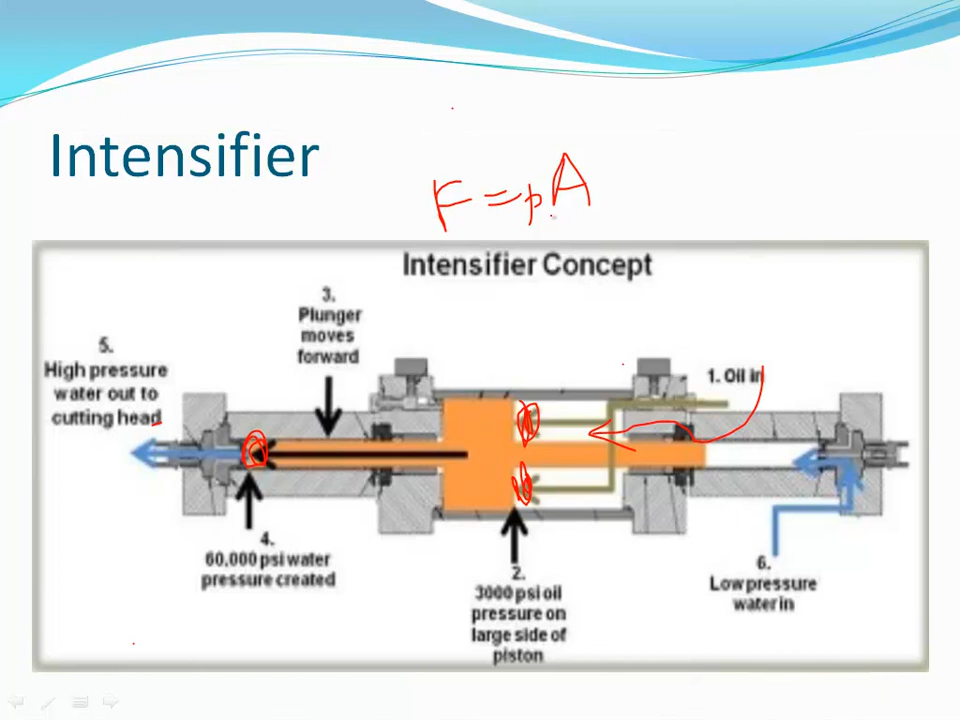 Intensifier
F = pA
Intensifier Concept
3.
Plunger
moves
forward
5.
High pressure
water out to
cutting head
1. Oil in
4.
60,000 psi water
pressure created
2.
3000 psi oil
pressure on
large side of
piston
6.
Low pressure
water in